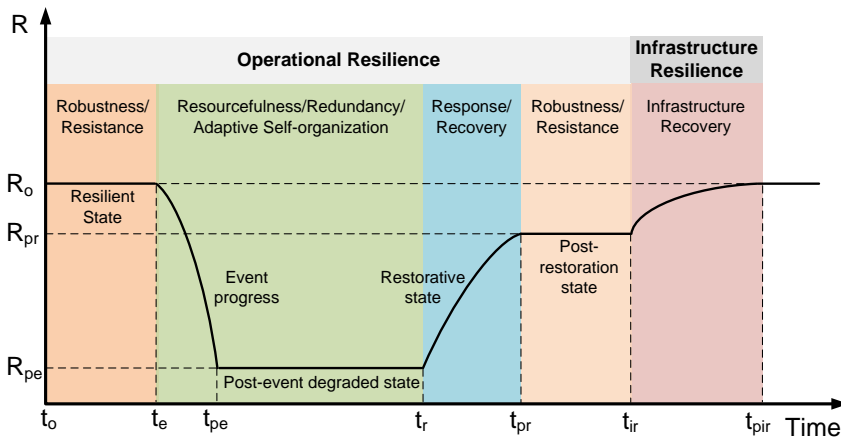 R
Operational Resilience
Infrastructure
Resilience
Robustness/
Resistance
Resourcefulness/Redundancy/
Adaptive Self-organization
Response/
Recovery
Robustness/
Resistance
Infrastructure
Recovery
Ro
Resilient
State
Rpr
Event
progress
Restorative
state
Post-
restoration
state
Rpe
Post-event degraded state
to
te
tpe
tr
tpr
tir
tpir
Time